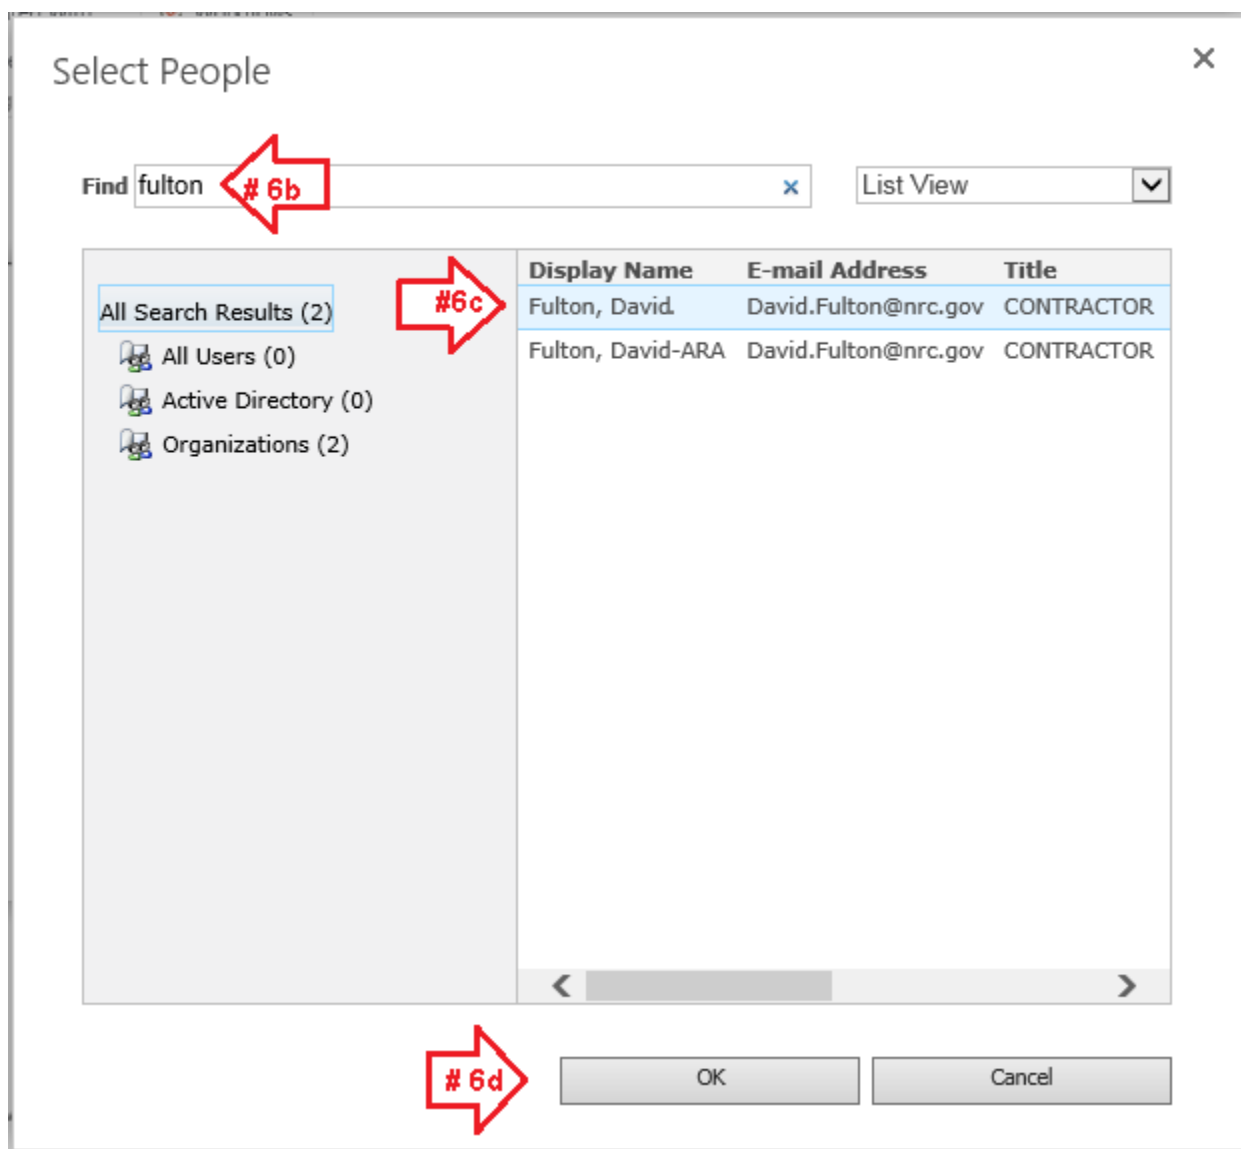 Select People
Find fulton # 6b List View
Display Name E-mail Address Title
All Search Results (2) #6c Fulton, David. David.Fulton@nrc.gov CONTRACTOR
All Users (0) Fulton, David-ARA David.Fulton@nrc.gov CONTRACTOR
Active Directory (0)
Organizations (2)
# 6d OK Cancel